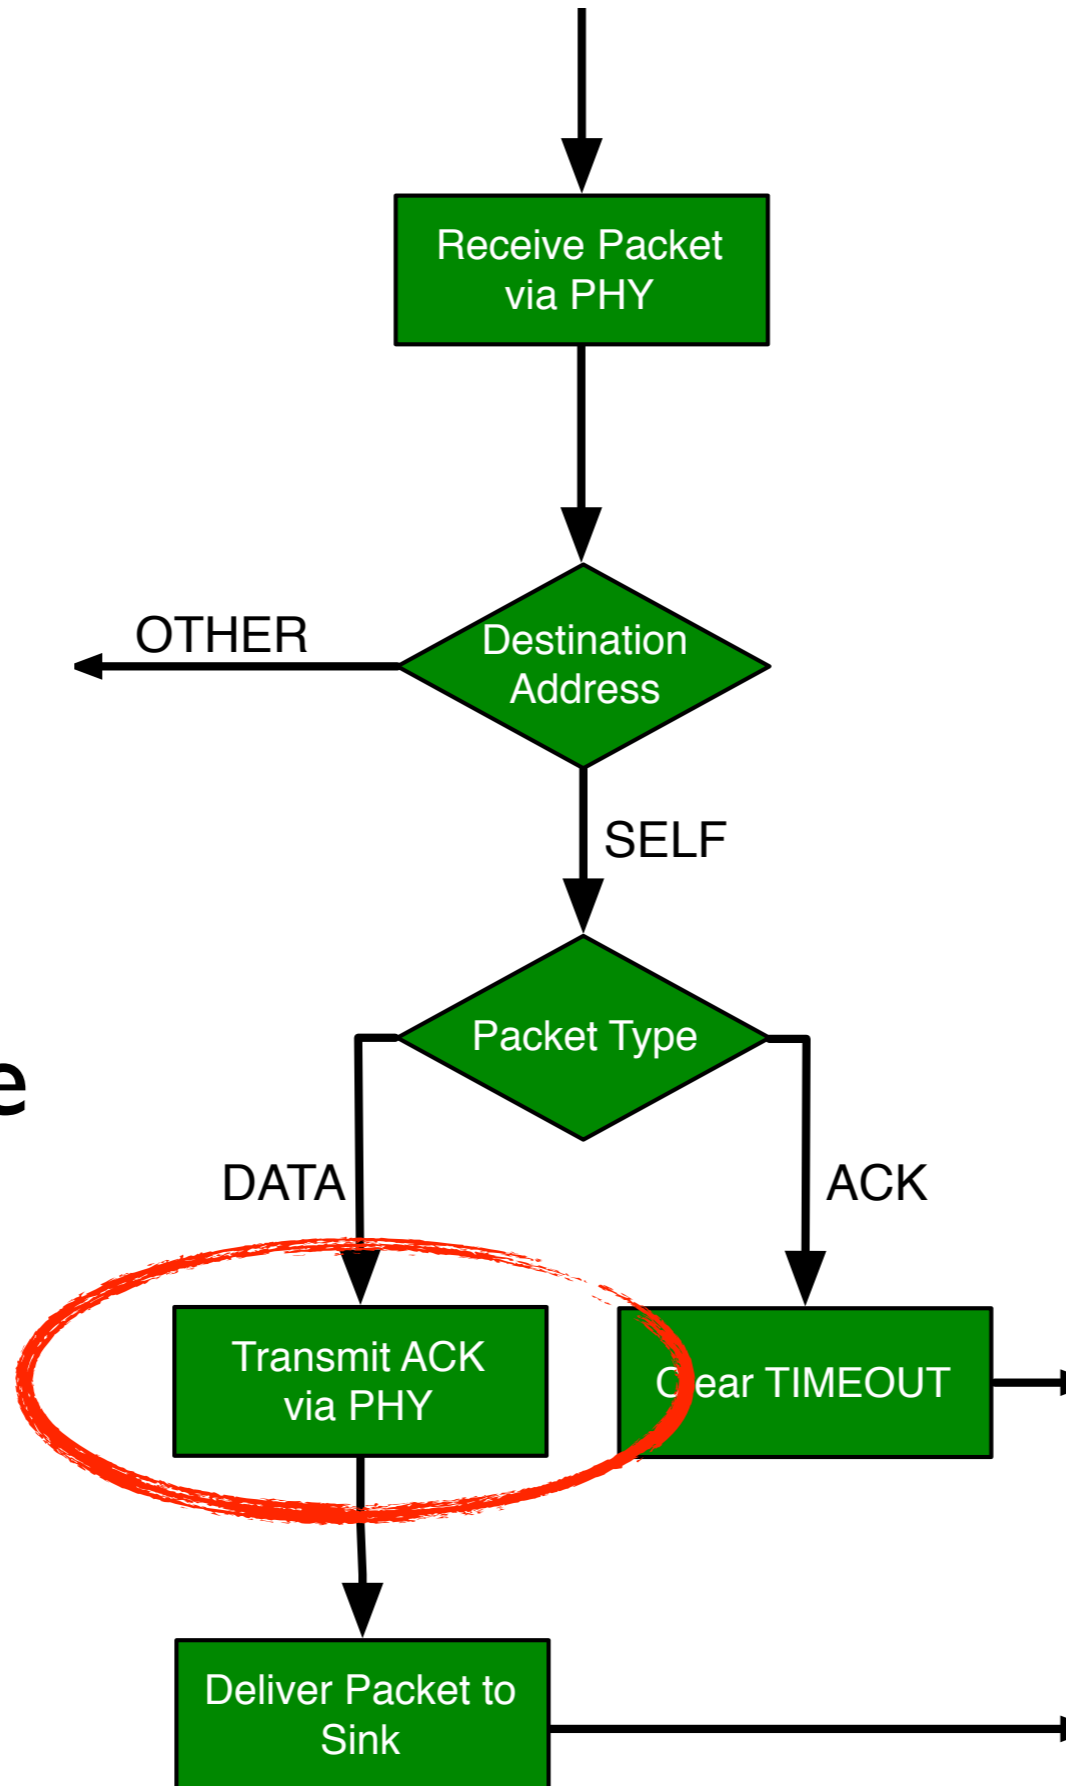 Receive Packet
via PHY
OTHER
Destination
Address
SELF
Packet Type
e
DATA
ACK
Transmit ACK
via PHY
Clear TIMEOUT
Deliver Packet to
Sink